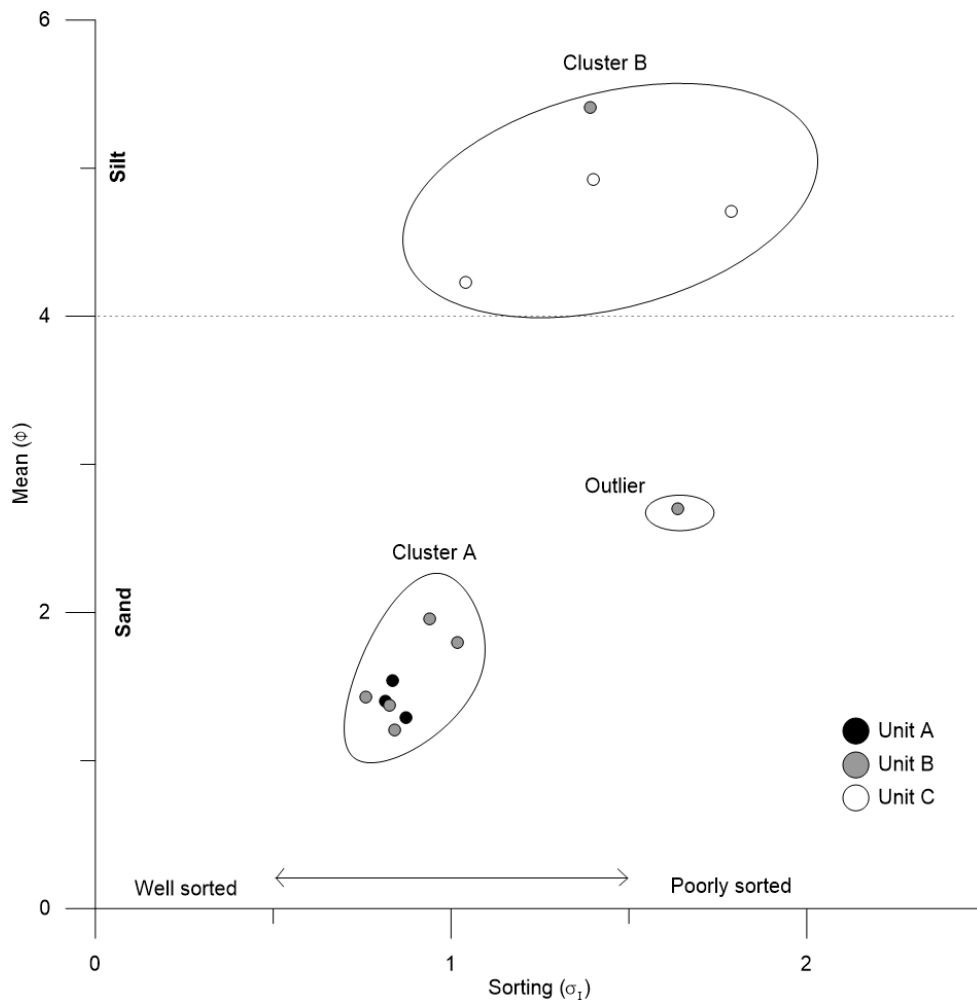 6
Cluster B
Silt
4
Mean (Φ)
Outlier
Cluster A
2
Sand
Unit A
Unit B
Unit C
Well sorted
Poorly sorted
0
0
1
2
Sorting (σI)